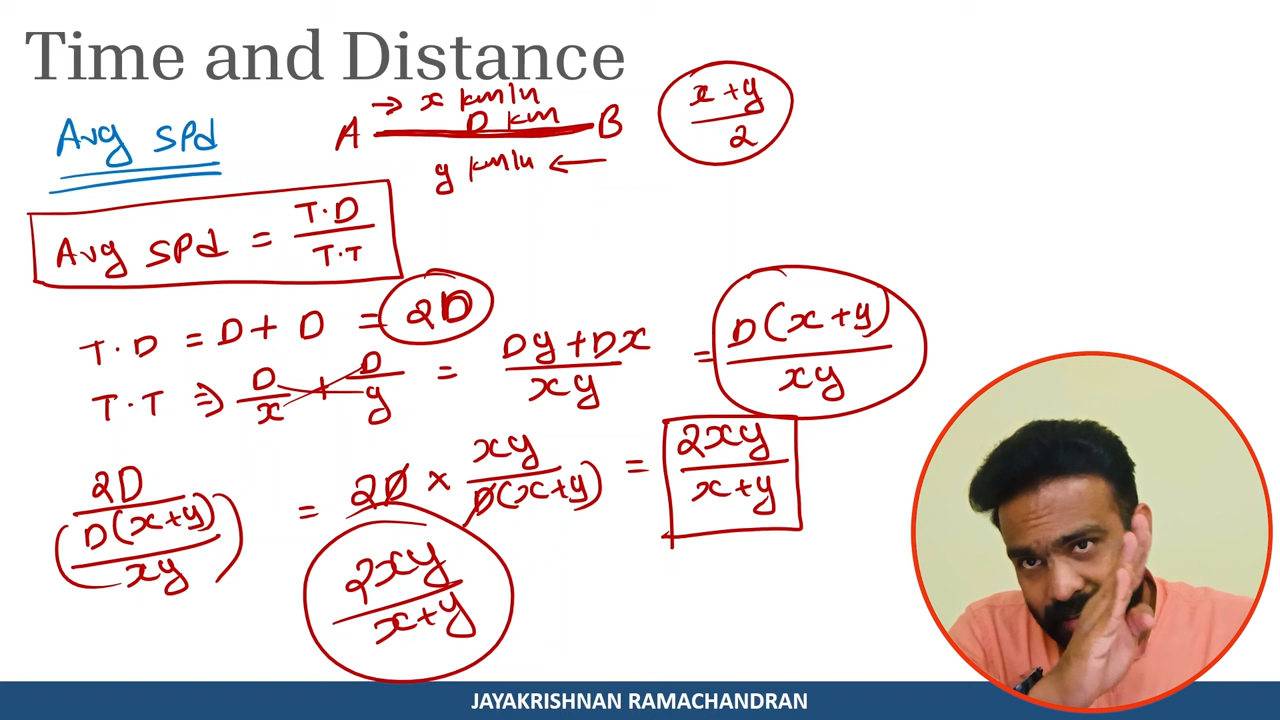 Time and Distance
Avg spd
A → x km/h B
D km
y km/h ←
x+y/2
Avg spd = T.D/T.T
T.D = D + D = 2D
T.T ⇒ D/x + D/y = Dy+Dx/xy = D(x+y)/xy
2D/(D(x+y)/xy) = 2D × xy/D(x+y) = 2xy/x+y
2xy/x+y
JAYAKRISHNAN RAMACHANDRAN